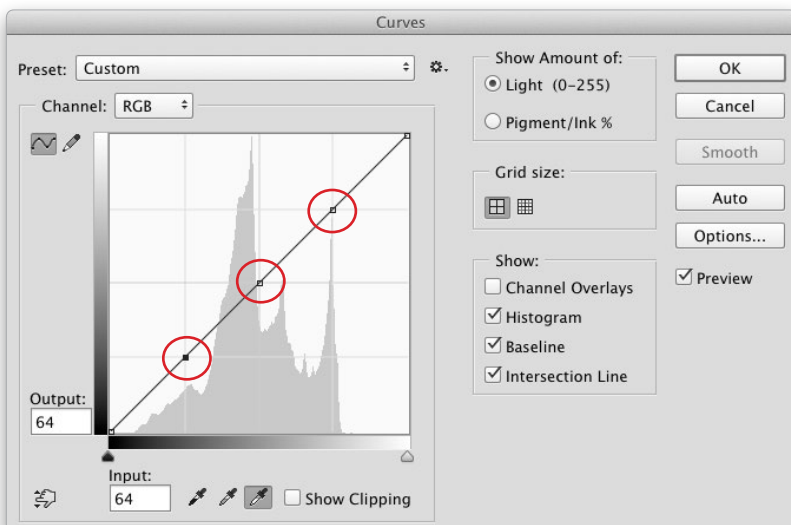 Curves
Preset: Custom
Channel: RGB
Output:
64
Input:
64
Show Clipping
Show Amount of:
Light (0-255)
Pigment/Ink %
Grid size:
Show:
Channel Overlays
Histogram
Baseline
Intersection Line
OK
Cancel
Smooth
Auto
Options...
Preview